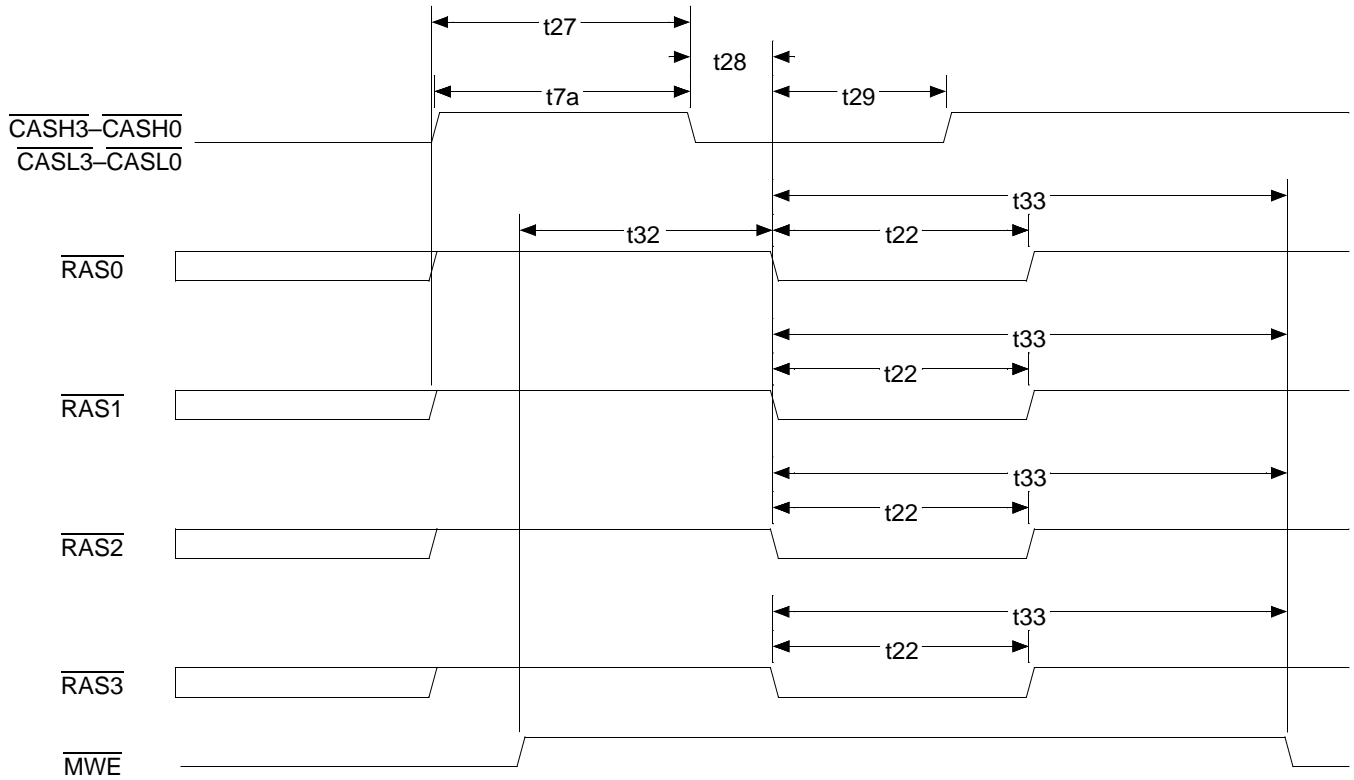 t27
t28
t7a
t29
CASH3–CASH0
CASL3–CASL0
t33
t32
t22
RAS0
t33
t22
RAS1
t33
t22
RAS2
t33
t22
RAS3
MWE